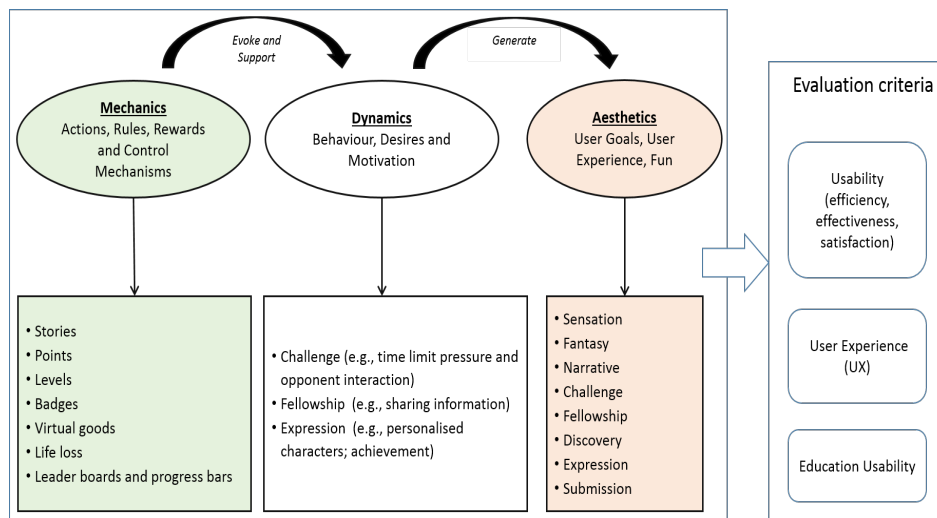 Evoke and
Support
Generate
Mechanics
Actions, Rules, Rewards
and Control
Mechanisms
Dynamics
Behaviour, Desires and
Motivation
Aesthetics
User Goals, User
Experience, Fun
• Stories
• Points
• Levels
• Badges
• Virtual goods
• Life loss
• Leader boards and progress bars
• Challenge (e.g., time limit pressure and
opponent interaction)
• Fellowship (e.g., sharing information)
• Expression (e.g., personalised
characters; achievement)
• Sensation
• Fantasy
• Narrative
• Challenge
• Fellowship
• Discovery
• Expression
• Submission
Evaluation criteria
Usability
(efficiency,
effectiveness,
satisfaction)
User Experience
(UX)
Education Usability